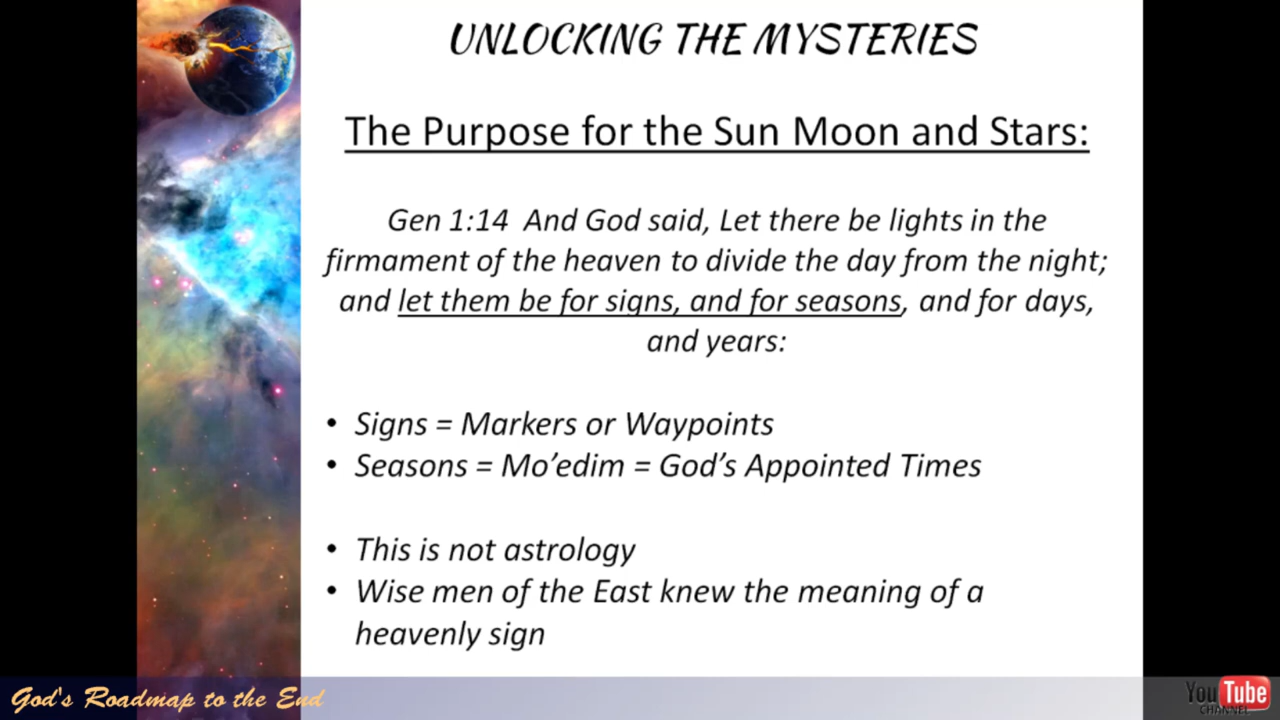 UNLOCKING THE MYSTERIES
The Purpose for the Sun Moon and Stars:
Gen 1:14 And God said, Let there be lights in the
firmament of the heaven to divide the day from the night;
and let them be for signs, and for seasons, and for days,
and years:
• Signs = Markers or Waypoints
• Seasons = Mo’edim = God’s Appointed Times
• This is not astrology
• Wise men of the East knew the meaning of a
heavenly sign
God's Roadmap to the End
YouTube
CHANNEL